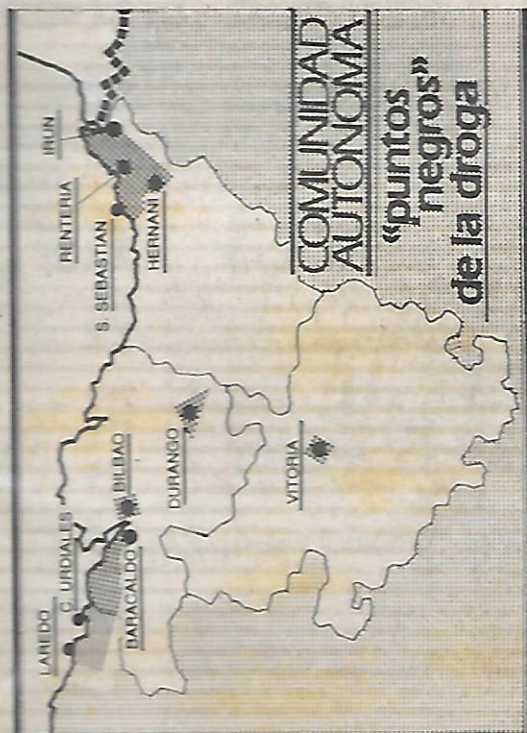 COMUNIDAD
AUTONOMA
«puntos
negros»
de la droga
LAREDO
C. URDIALES
BARACALDO
BILBAO
DURANGO
VITORIA
S. SEBASTIAN
RENTERIA
IRUN
HERNANI